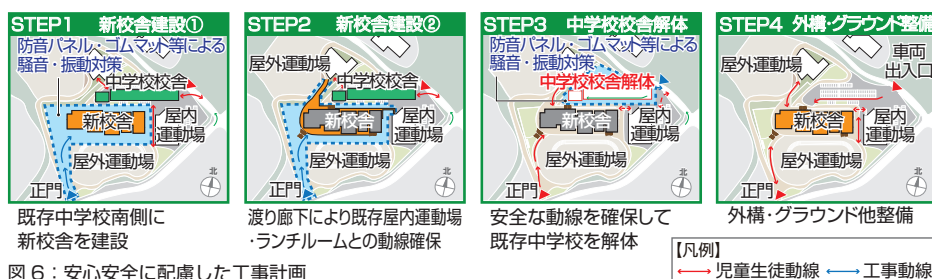 STEP1 新校舎建設①
防音パネル・ゴムマット等による
騒音・振動対策
中学校校舎
新校舎
屋内
運動場
屋外運動場
正門
北
既存中学校南側に
新校舎を建設
STEP2 新校舎建設②
屋外運動場
中学校校舎
新校舎
屋内
運動場
屋外運動場
正門
北
渡り廊下により既存屋内運動場
・ランチルームとの動線確保
STEP3 中学校校舎解体
防音パネル・ゴムマット等による
騒音・振動対策
中学校校舎解体
新校舎
屋内
運動場
屋外運動場
正門
北
安全な動線を確保して
既存中学校を解体
STEP4 外構・グラウンド整備
屋外運動場
車両
出入口
新校舎
屋内
運動場
屋外運動場
正門
北
外構・グラウンド他整備
【凡例】
児童生徒動線 工事動線
図6：安心安全に配慮した工事計画